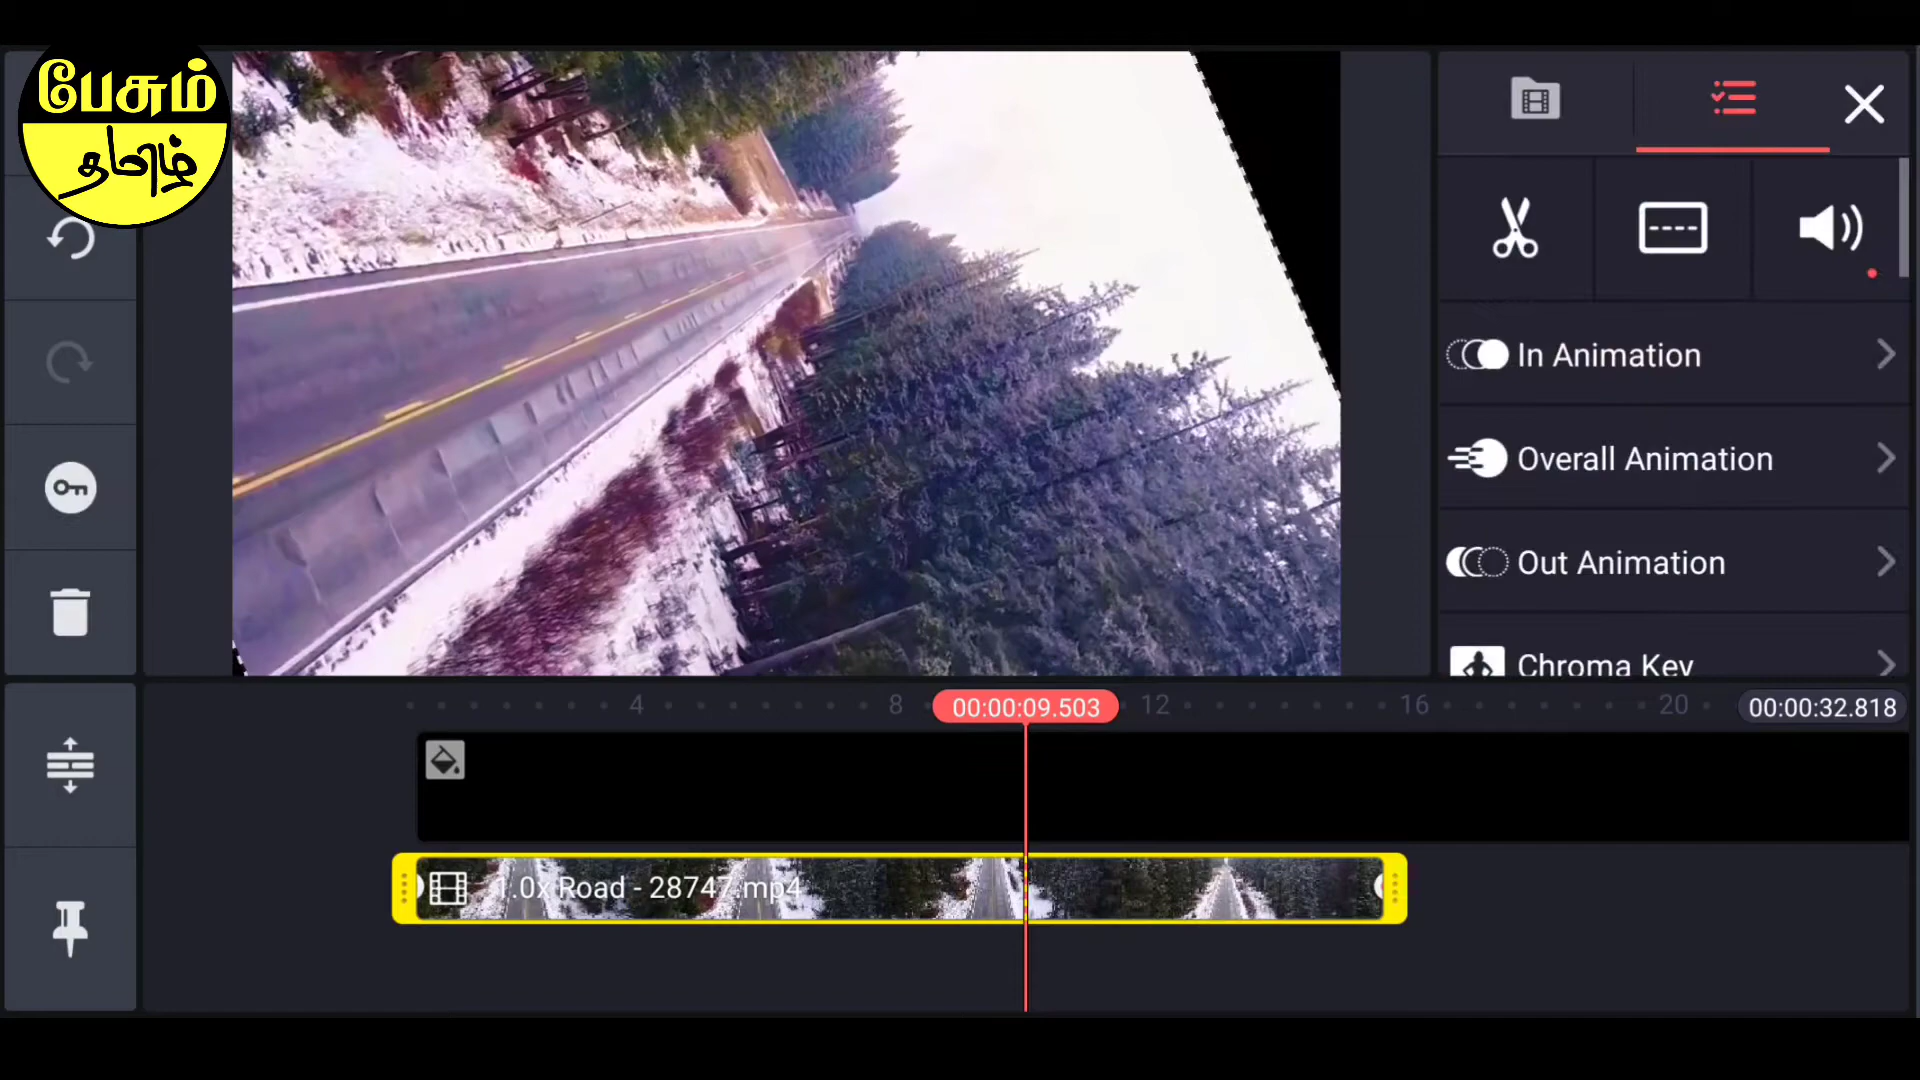 பேசும்
தமிழ்
In Animation
Overall Animation
Out Animation
Chroma Key
4
8
00:00:09.503
12
16
20
00:00:32.818
1.0x Road - 28747.mp4